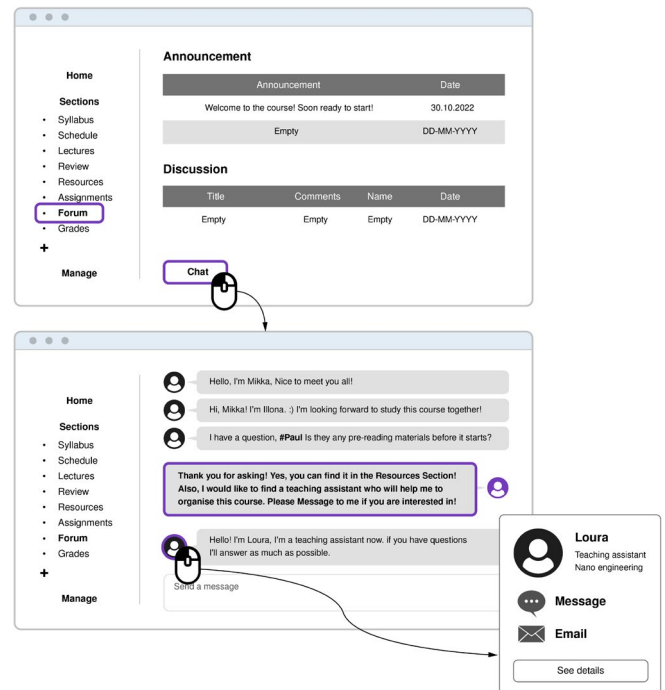 Home
Sections
• Syllabus
• Schedule
• Lectures
• Review
• Resources
• Assignments
• Forum
• Grades
+
Manage
Announcement
Announcement Date
Welcome to the course! Soon ready to start! 30.10.2022
Empty DD-MM-YYYY
Discussion
Title Comments Name Date
Empty Empty Empty DD-MM-YYYY
Chat
Home
Sections
• Syllabus
• Schedule
• Lectures
• Review
• Resources
• Assignments
• Forum
• Grades
+
Manage
Hello, I'm Mikka, Nice to meet you all!
Hi, Mikka! I'm Illona. :) I'm looking forward to study this course together!
I have a question, #Paul Is they any pre-reading materials before it starts?
Thank you for asking! Yes, you can find it in the Resources Section!
Also, I would like to find a teaching assistant who will help me to
organise this course. Please Message to me if you are interested in!
Hello! I'm Loura, I'm a teaching assistant now. if you have questions
I'll answer as much as possible.
Send a message
Loura
Teaching assistant
Nano engineering
Message
Email
See details